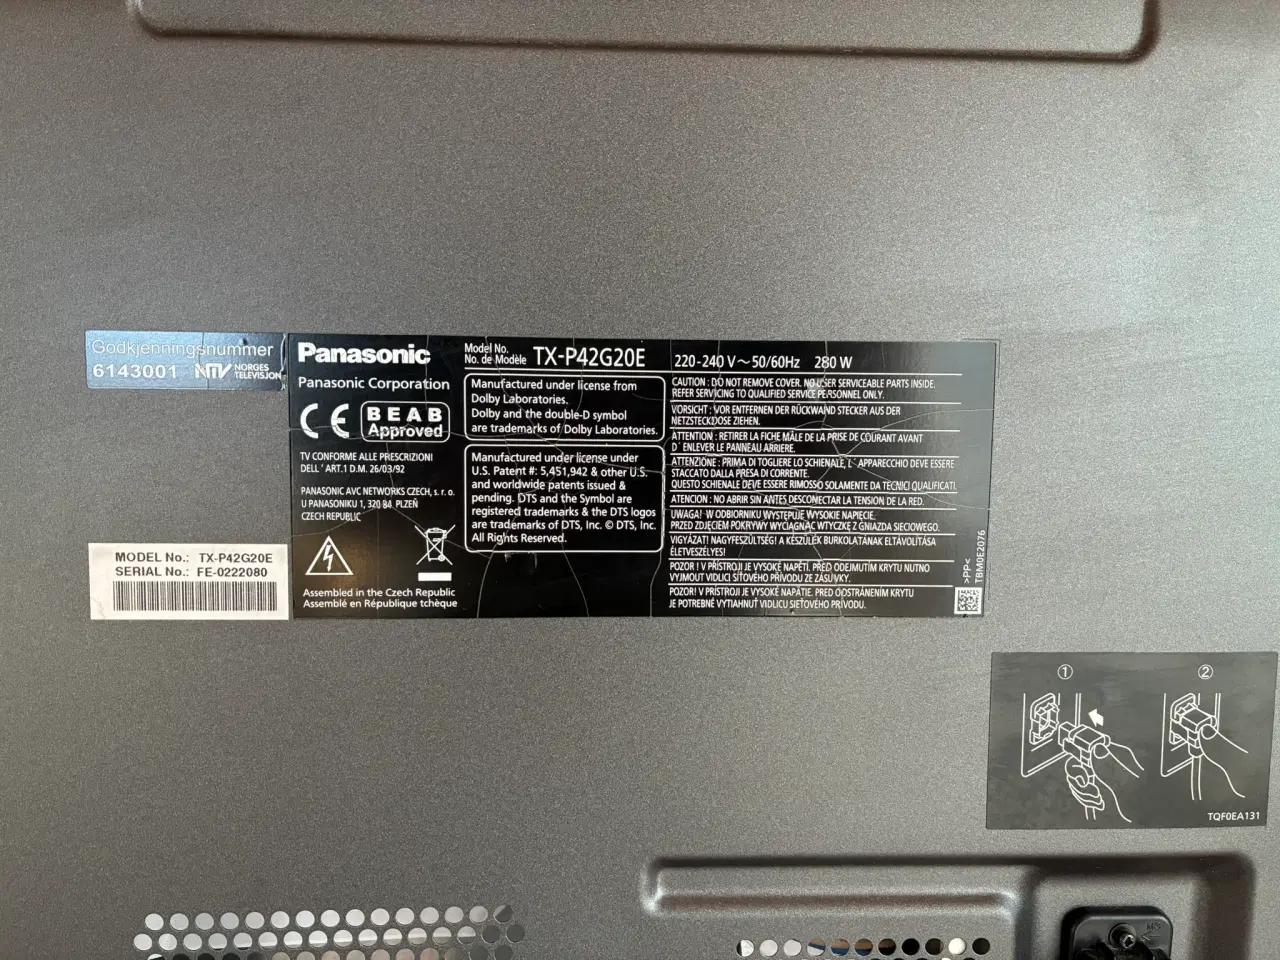 Godkjenningsnummer
6143001 NTV NORGES TELEVISJON
Panasonic
Panasonic Corporation
CE
BEAB
Approved
TV CONFORME ALLE PRESCRIZIONI
DELL ' ART.1 D.M. 26/03/92
PANASONIC AVC NETWORKS CZECH, s. r. o.
U PANASONIKU 1, 320 84 PLZEŇ
CZECH REPUBLIC
Assembled in the Czech Republic
Assemblé en République tchèque
Model No.
No. de Modèle TX-P42G20E
220-240 V～50/60Hz 280 W
Manufactured under license from
Dolby Laboratories.
Dolby and the double-D symbol
are trademarks of Dolby Laboratories.
Manufactured under license under
U.S. Patent #: 5,451,942 & other U.S.
and worldwide patents issued &
pending. DTS and the Symbol are
registered trademarks & the DTS logos
are trademarks of DTS, Inc. © DTS, Inc.
All Rights Reserved.
CAUTION : DO NOT REMOVE COVER. NO USER SERVICEABLE PARTS INSIDE.
REFER SERVICING TO QUALIFIED SERVICE PERSONNEL ONLY.
VORSICHT : VOR ENTFERNEN DER RÜCKWAND STECKER AUS DER
NETZSTECKDOSE ZIEHEN.
ATTENTION : RETIRER LA FICHE MÂLE DE LA PRISE DE COURANT AVANT
D ´ ENLEVER LE PANNEAU ARRIERE.
ATTENZIONE : PRIMA DI TOGLIERE LO SCHIENALE, L ´ APPARECCHIO DEVE ESSERE
STACCATO DALLA PRESA DI CORRENTE.
QUESTO SCHIENALE DEVE ESSERE RIMOSSO SOLAMENTE DA TECNICI QUALIFICATI.
ATENCION : NO ABRIR SIN ANTES DESCONECTAR LA TENSION DE LA RED.
UWAGA! W ODBIORNIKU WYSTĘPUJE WYSOKIE NAPIĘCIE.
PRZED ZDJĘCIEM POKRYWY WYCIĄGNĄĆ WTYCZKĘ Z GNIAZDA SIECIOWEGO.
VIGYÁZAT! NAGYFESZÜLTSÉG! A KÉSZÜLÉK BURKOLATÁNAK ELTÁVOLÍTÁSA
ÉLETVESZÉLYES!
POZOR ! V PŘÍSTROJI JE VYSOKÉ NAPĚTÍ. PŘED ODEJMUTÍM KRYTU NUTNO
VYJMOUT VIDLICI SÍŤOVÉHO PŘÍVODU ZE ZÁSUVKY.
POZOR! V PRÍSTROJI JE VYSOKÉ NAPÄTIE. PRED ODSTRÁNENÍM KRYTU
JE POTREBNÉ VYTIAHNUŤ VIDLICU SIEŤOVÉHO PRÍVODU.
>PP<
TBM0E2076
MODEL No.: TX-P42G20E
SERIAL No.: FE-0222080
① ②
TQF0EA131